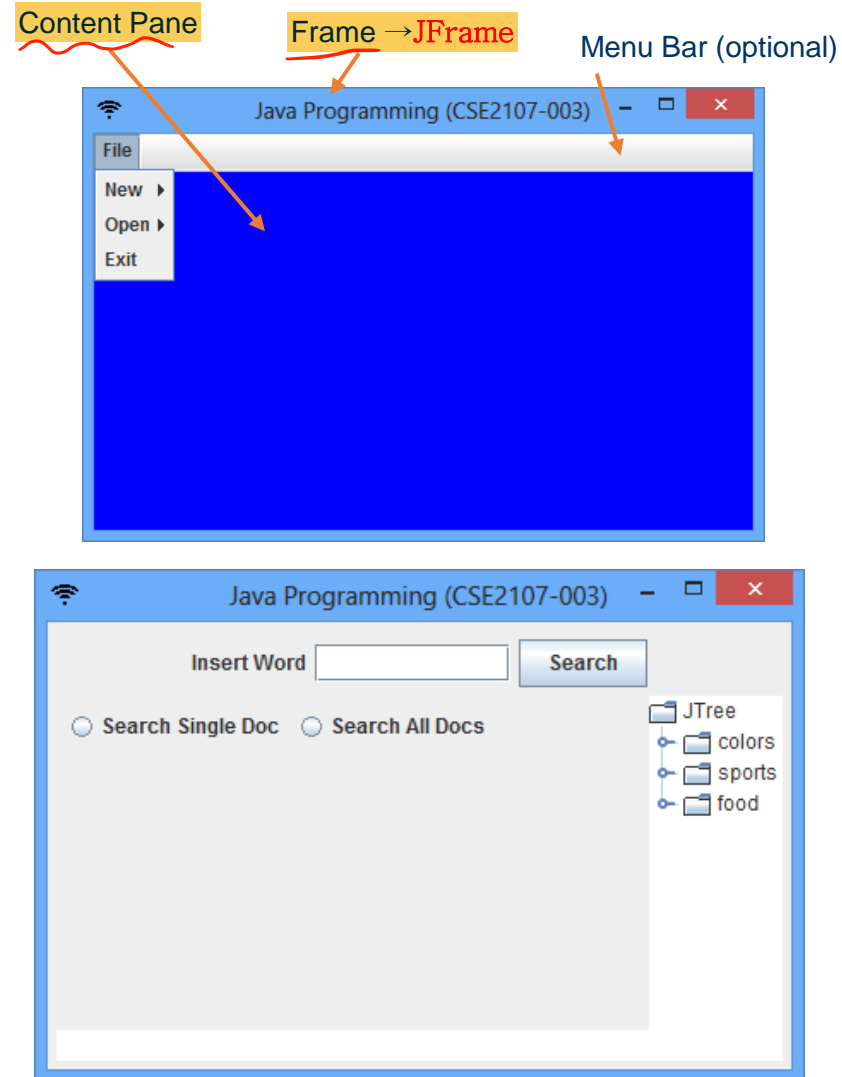 Content Pane
Frame →JFrame
Menu Bar (optional)
Java Programming (CSE2107-003)
File
New
Open
Exit
Java Programming (CSE2107-003)
Insert Word Search
Search Single Doc Search All Docs
JTree
colors
sports
food